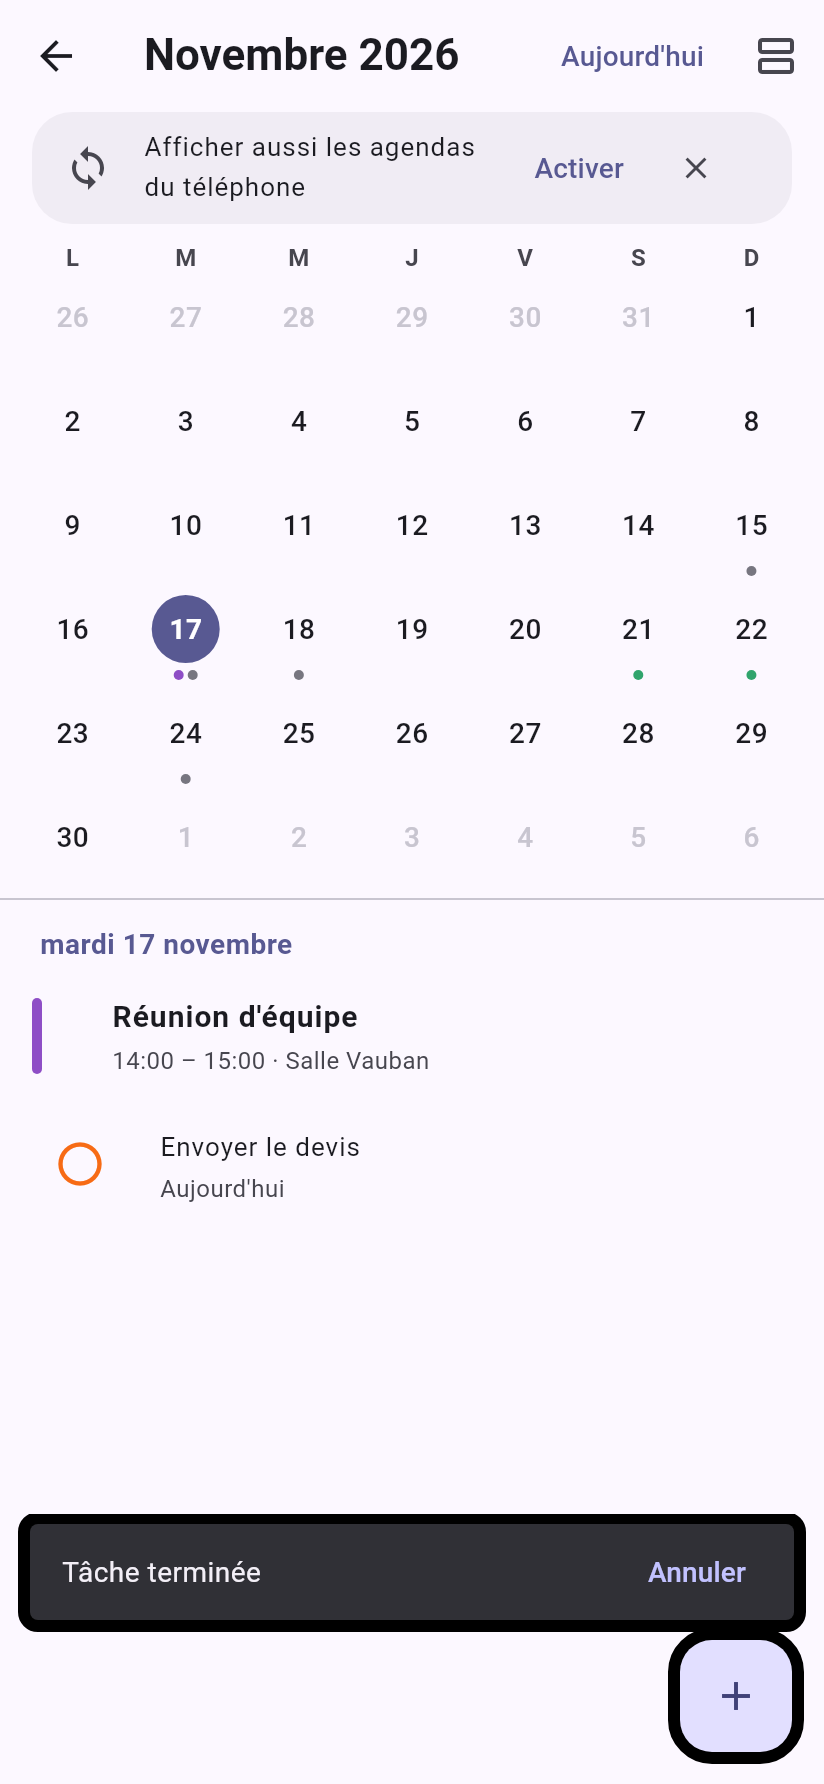 Novembre 2026 Aujourd'hui
Afficher aussi les agendas
du téléphone
Activer
L M M J V S D
26 27 28 29 30 31 1
2 3 4 5 6 7 8
9 10 11 12 13 14 15
16 17 18 19 20 21 22
23 24 25 26 27 28 29
30 1 2 3 4 5 6
mardi 17 novembre
Réunion d'équipe
14:00 – 15:00 · Salle Vauban
Envoyer le devis
Aujourd'hui
Tâche terminée Annuler